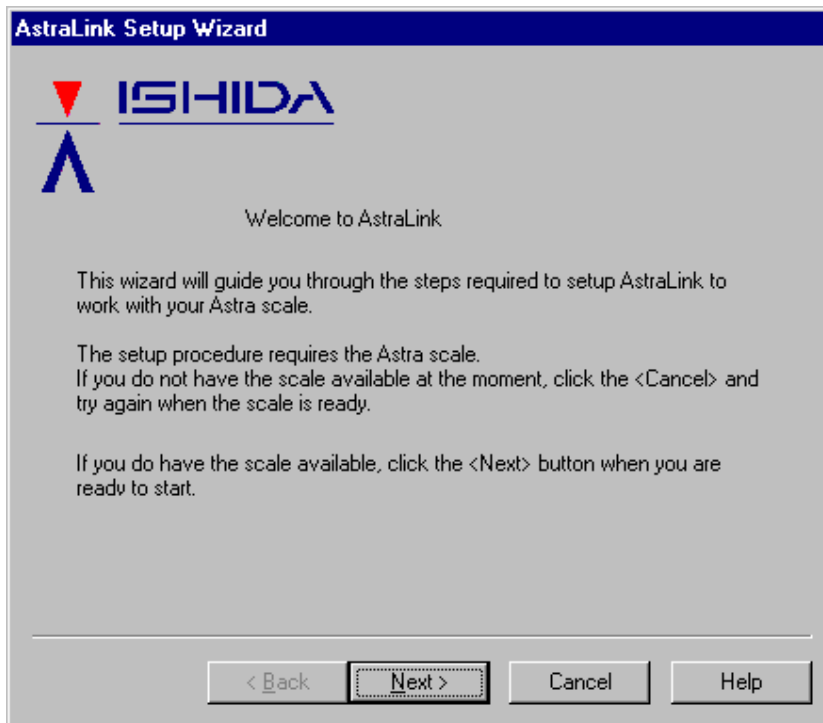 AstraLink Setup Wizard
ISHIDA
Welcome to AstraLink
This wizard will guide you through the steps required to setup AstraLink to
work with your Astra scale.
The setup procedure requires the Astra scale.
If you do not have the scale available at the moment, click the <Cancel> and
try again when the scale is ready.
If you do have the scale available, click the <Next> button when you are
ready to start.
< Back Next > Cancel Help